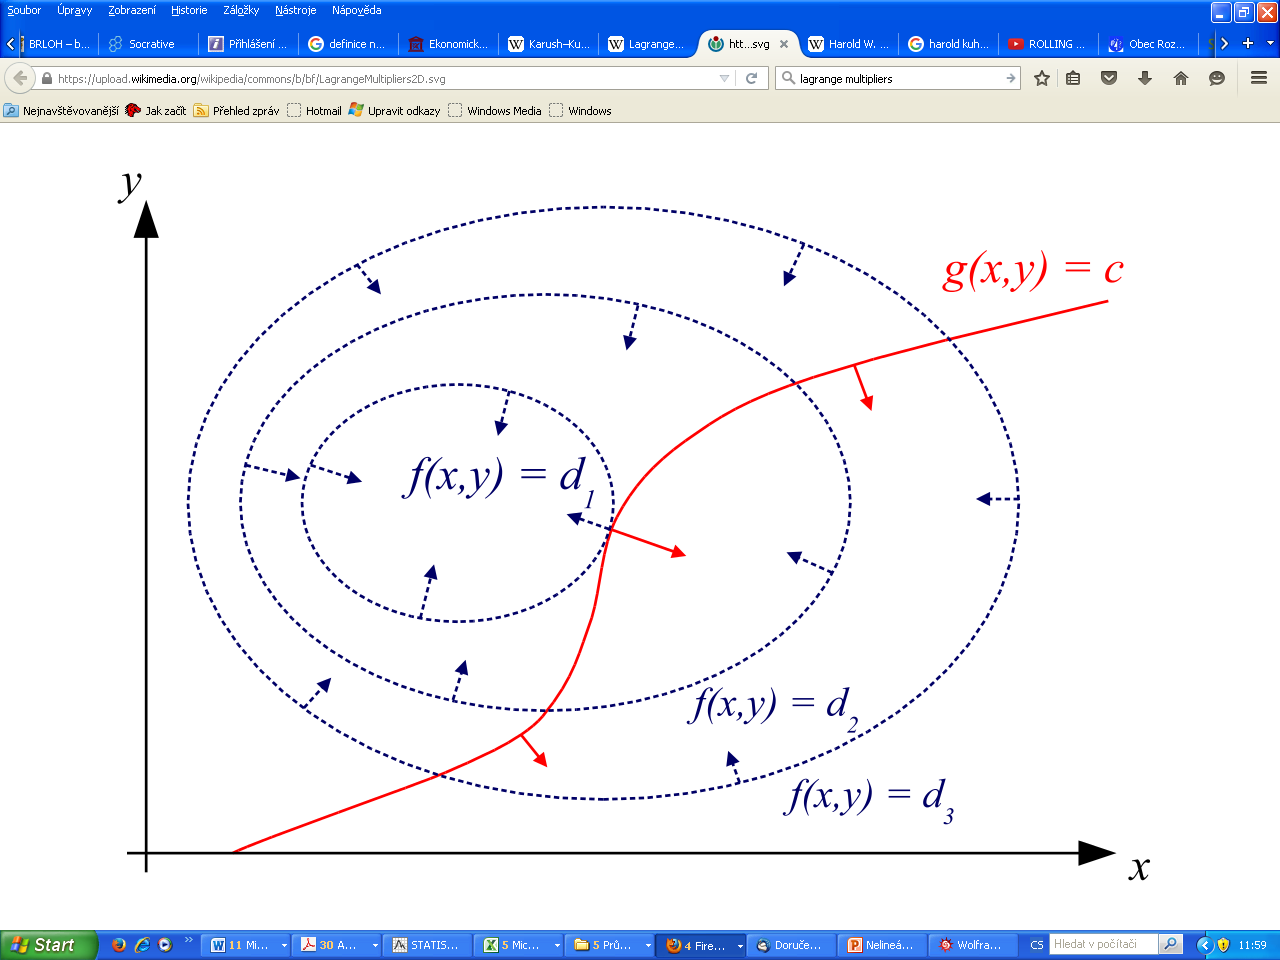 Soubor Úpravy Zobrazení Historie Záložky Nástroje Nápověda
BRLOH – b... Socrative Přihlášení ... definice n... Ekonomick... Karush–Ku... Lagrange... htt...svg Harold W. ... harold kuh... ROLLING ... Obec Roz...
https://upload.wikimedia.org/wikipedia/commons/b/bf/LagrangeMultipliers2D.svg lagrange multipliers
Nejnavštěvovanější Jak začít Přehled zpráv Hotmail Upravit odkazy Windows Media Windows
y
g(x,y) = c
f(x,y) = d1
f(x,y) = d2
f(x,y) = d3
x
Start 11 Mi... 30 A... STATIS... 5 Mic... 5 Prů... 4 Fire... Doruče... Nelineá... Wolfra... CS Hledat v počítači 11:59